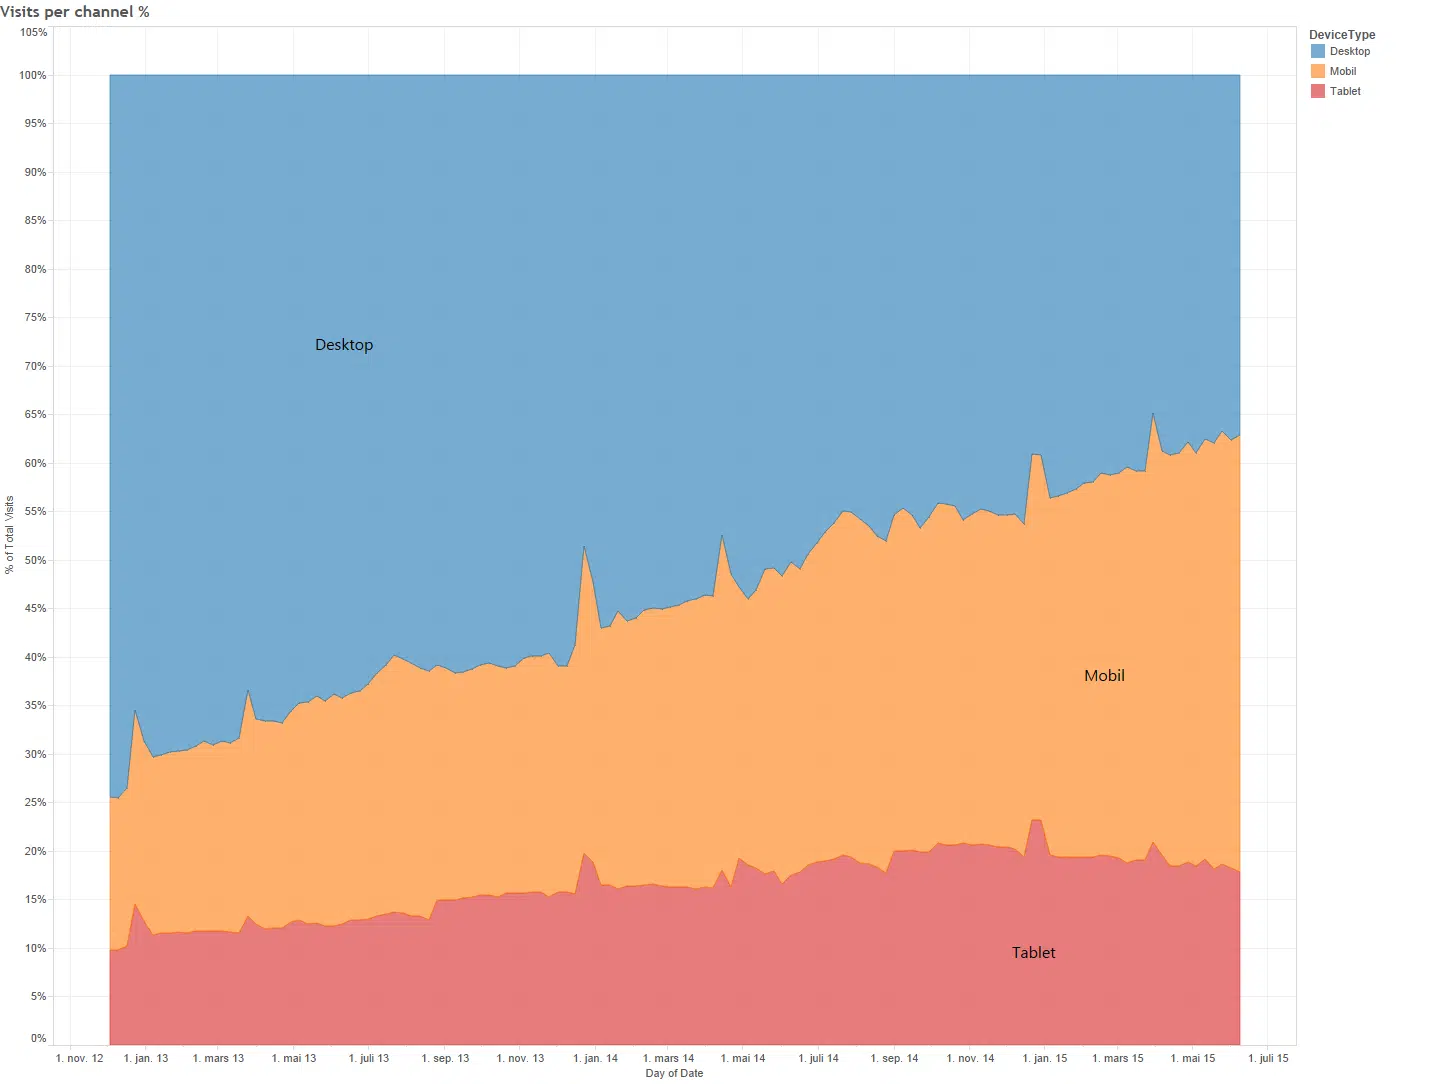 Visits per channel %
105%
100%
95%
90%
85%
80%
75%
70%
65%
60%
55%
50%
45%
40%
35%
30%
25%
20%
15%
10%
5%
0%
% of Total Visits
Desktop
Mobil
Tablet
1. nov. 12
1. jan. 13
1. mars 13
1. mai 13
1. juli 13
1. sep. 13
1. nov. 13
1. jan. 14
1. mars 14
1. mai 14
1. juli 14
1. sep. 14
1. nov. 14
1. jan. 15
1. mars 15
1. mai 15
1. juli 15
Day of Date
DeviceType
Desktop
Mobil
Tablet